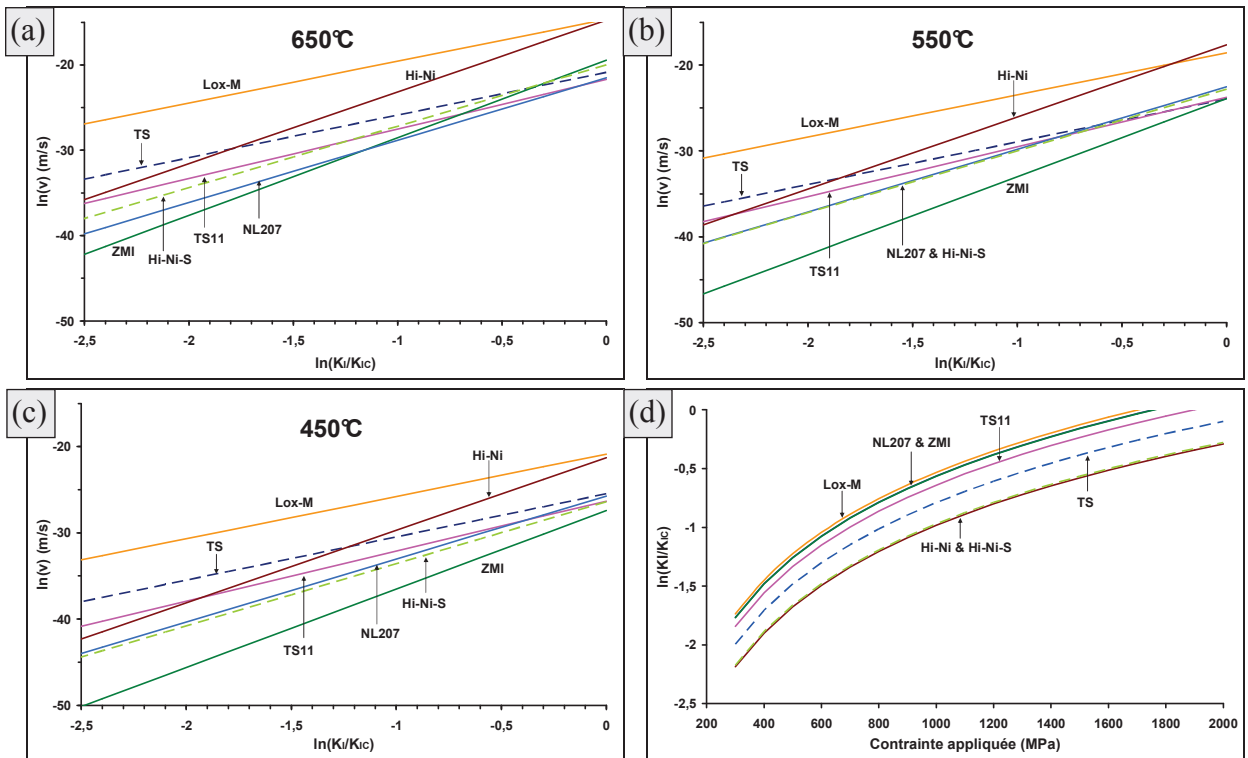 (a)
650℃
ln(v) (m/s)
-20
-30
-40
-50
Lox-M
Hi-Ni
TS
ZMI
Hi-Ni-S
TS11
NL207
-2,5
-2
-1,5
-1
-0,5
0
ln(KI/KIC)
(b)
550℃
ln(v) (m/s)
-20
-30
-40
-50
Hi-Ni
Lox-M
TS
ZMI
NL207 & Hi-Ni-S
TS11
-2,5
-2
-1,5
-1
-0,5
0
ln(KI/KIC)
(c)
450℃
ln(v) (m/s)
-20
-30
-40
-50
Hi-Ni
Lox-M
TS
ZMI
Hi-Ni-S
NL207
TS11
-2,5
-2
-1,5
-1
-0,5
0
ln(KI/KIC)
(d)
ln(KI/KIC)
0
-0,5
-1
-1,5
-2
-2,5
TS11
NL207 & ZMI
Lox-M
TS
Hi-Ni & Hi-Ni-S
200
400
600
800
1000
1200
1400
1600
1800
2000
Contrainte appliquée (MPa)